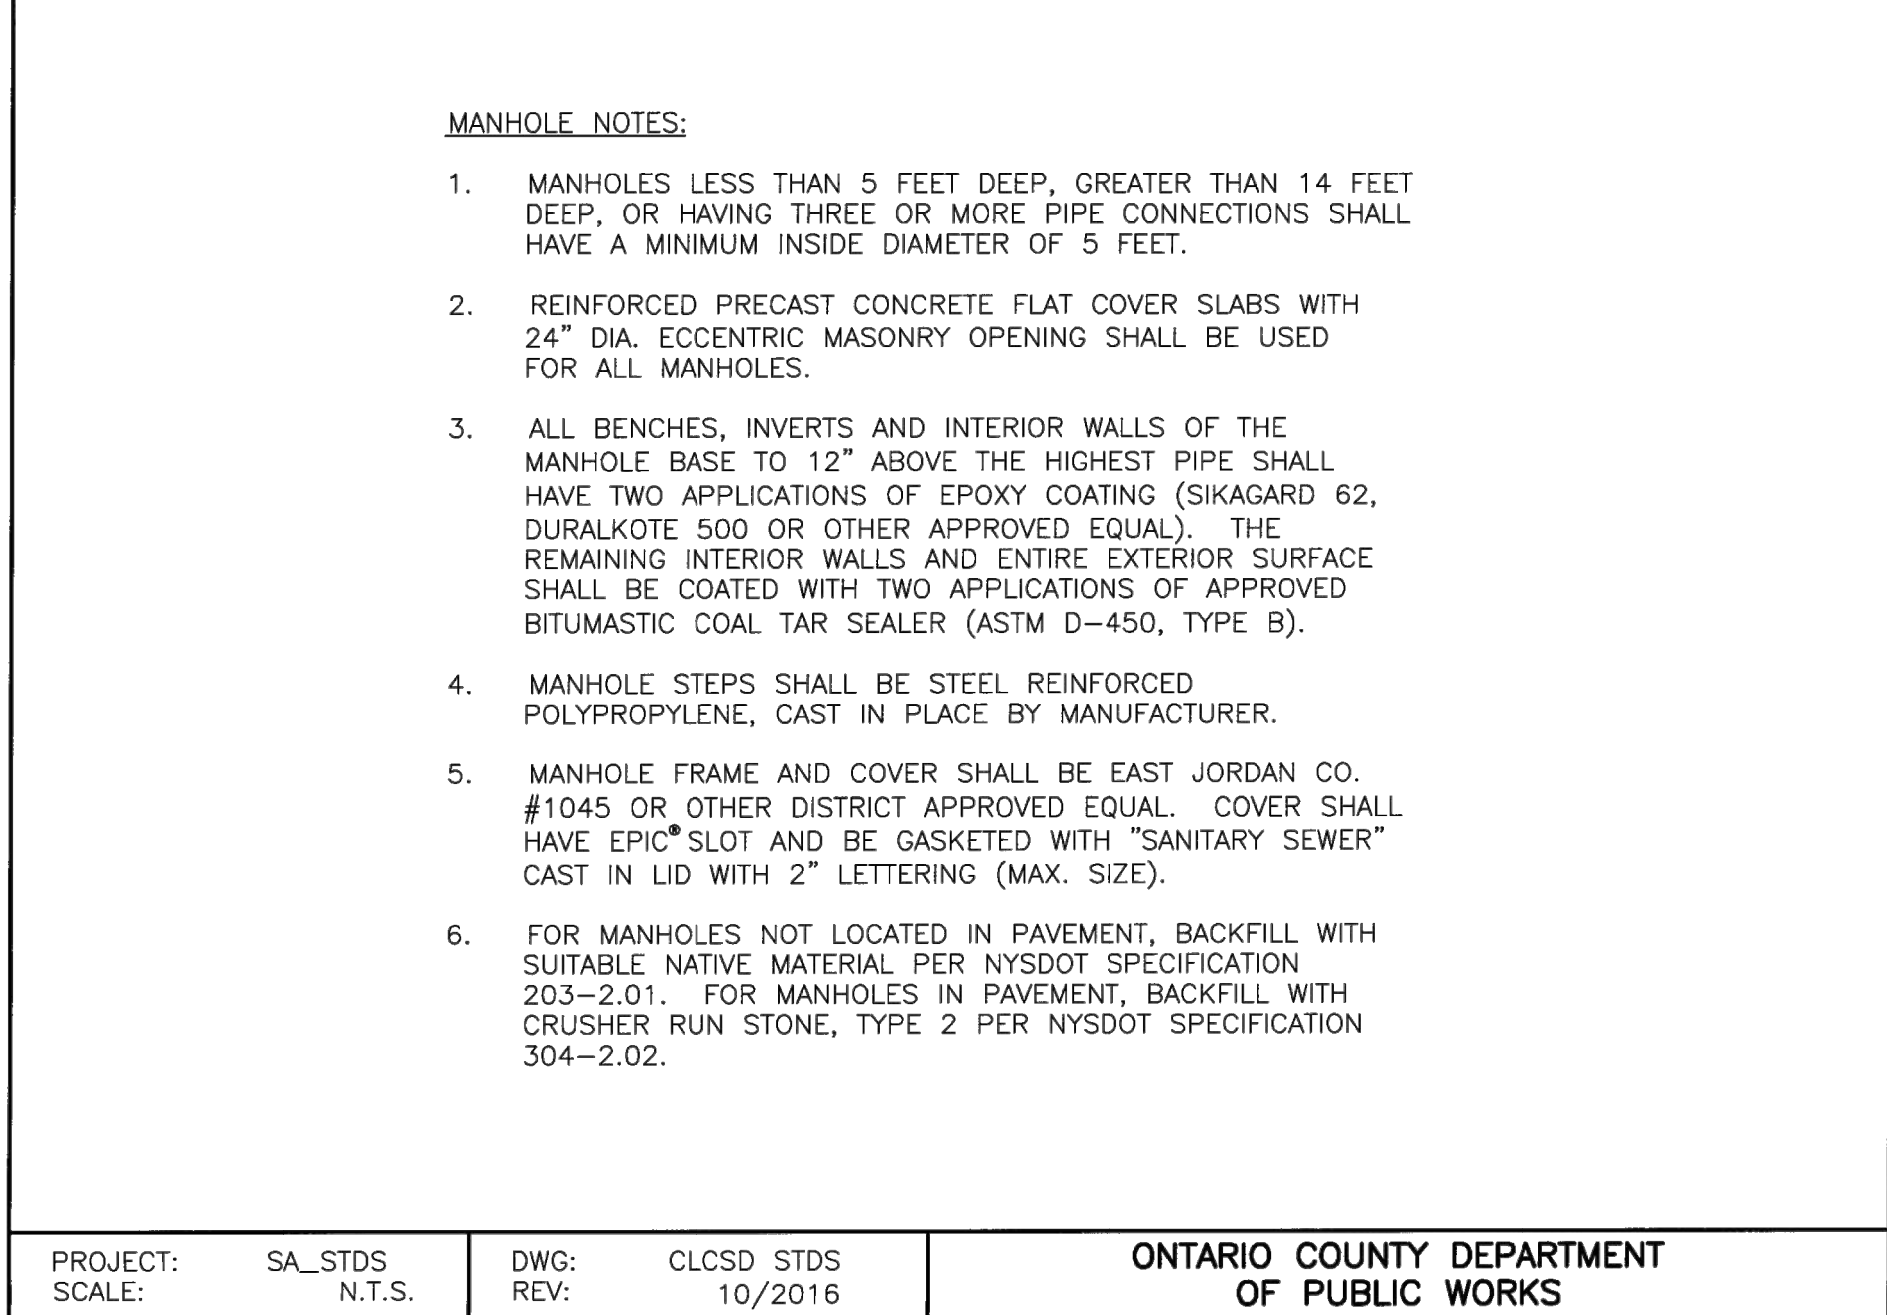 MANHOLE NOTES:
1. MANHOLES LESS THAN 5 FEET DEEP, GREATER THAN 14 FEET
DEEP, OR HAVING THREE OR MORE PIPE CONNECTIONS SHALL
HAVE A MINIMUM INSIDE DIAMETER OF 5 FEET.
2. REINFORCED PRECAST CONCRETE FLAT COVER SLABS WITH
24" DIA. ECCENTRIC MASONRY OPENING SHALL BE USED
FOR ALL MANHOLES.
3. ALL BENCHES, INVERTS AND INTERIOR WALLS OF THE
MANHOLE BASE TO 12" ABOVE THE HIGHEST PIPE SHALL
HAVE TWO APPLICATIONS OF EPOXY COATING (SIKAGARD 62,
DURALKOTE 500 OR OTHER APPROVED EQUAL). THE
REMAINING INTERIOR WALLS AND ENTIRE EXTERIOR SURFACE
SHALL BE COATED WITH TWO APPLICATIONS OF APPROVED
BITUMASTIC COAL TAR SEALER (ASTM D-450, TYPE B).
4. MANHOLE STEPS SHALL BE STEEL REINFORCED
POLYPROPYLENE, CAST IN PLACE BY MANUFACTURER.
5. MANHOLE FRAME AND COVER SHALL BE EAST JORDAN CO.
#1045 OR OTHER DISTRICT APPROVED EQUAL. COVER SHALL
HAVE EPIC® SLOT AND BE GASKETED WITH "SANITARY SEWER"
CAST IN LID WITH 2" LETTERING (MAX. SIZE).
6. FOR MANHOLES NOT LOCATED IN PAVEMENT, BACKFILL WITH
SUITABLE NATIVE MATERIAL PER NYSDOT SPECIFICATION
203-2.01. FOR MANHOLES IN PAVEMENT, BACKFILL WITH
CRUSHER RUN STONE, TYPE 2 PER NYSDOT SPECIFICATION
304-2.02.
PROJECT: SA_STDS
SCALE: N.T.S.
DWG: CLCSD STDS
REV: 10/2016
ONTARIO COUNTY DEPARTMENT
OF PUBLIC WORKS